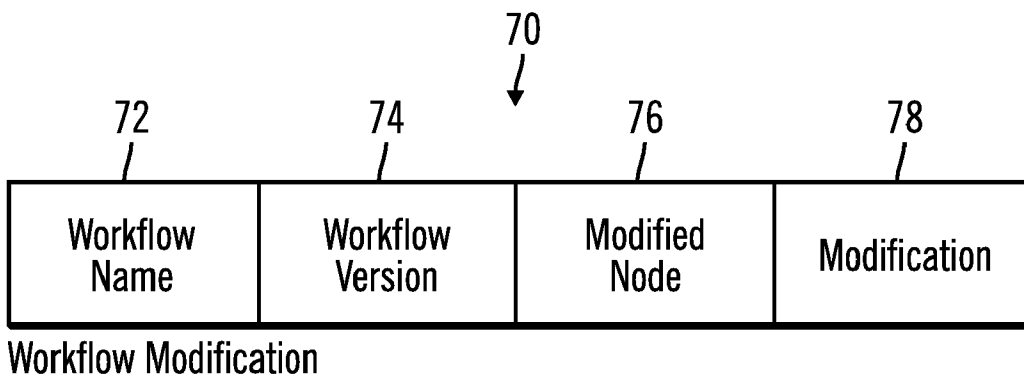 70
72
74
76
78
Workflow
Name
Workflow
Version
Modified
Node
Modification
Workflow Modification